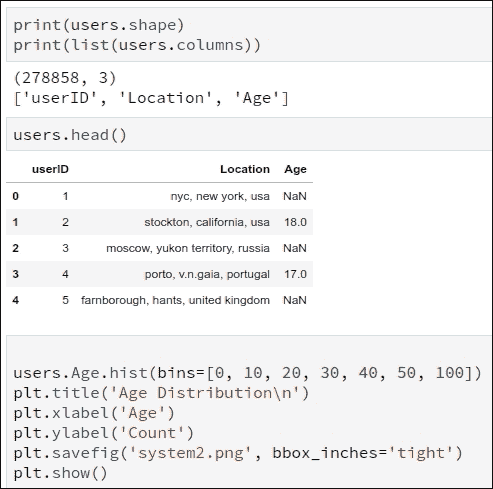 print(users.shape)
print(list(users.columns))
(278858, 3)
['userID', 'Location', 'Age']
users.head()
userID Location Age
0 1 nyc, new york, usa NaN
1 2 stockton, california, usa 18.0
2 3 moscow, yukon territory, russia NaN
3 4 porto, v.n.gaia, portugal 17.0
4 5 farnborough, hants, united kingdom NaN
users.Age.hist(bins=[0, 10, 20, 30, 40, 50, 100])
plt.title('Age Distribution\n')
plt.xlabel('Age')
plt.ylabel('Count')
plt.savefig('system2.png', bbox_inches='tight')
plt.show()